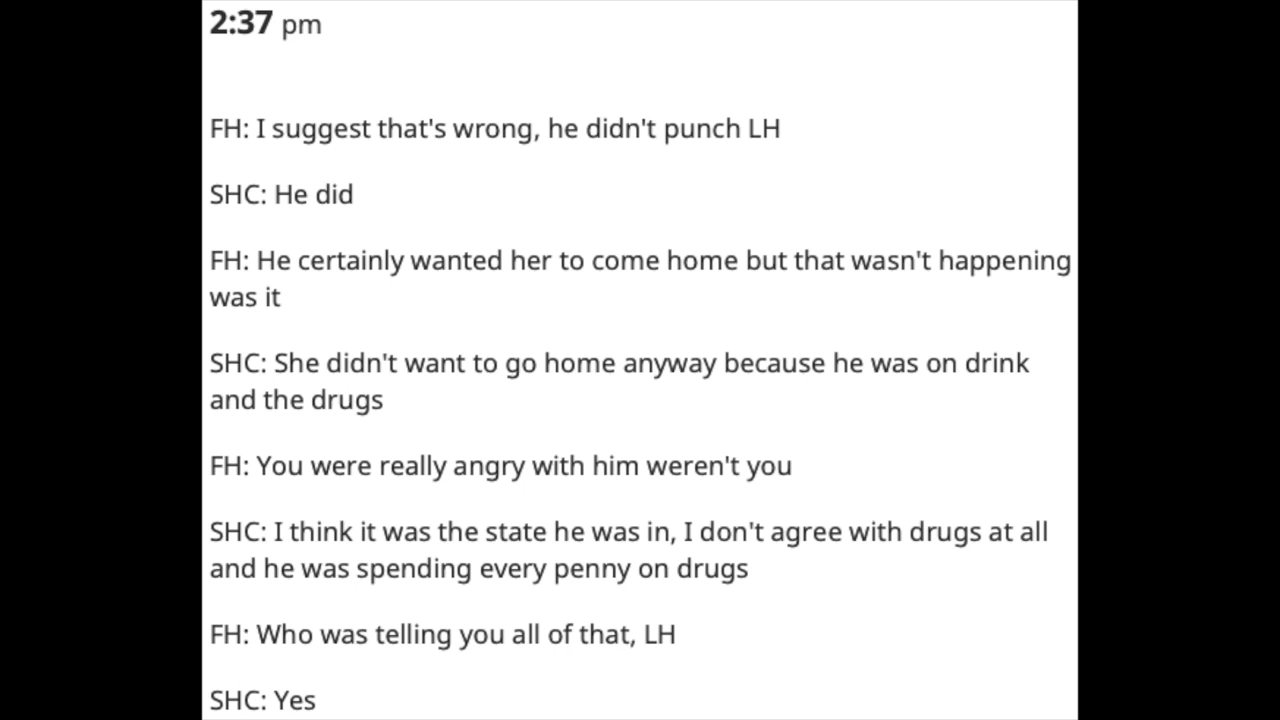 2:37 pm
FH: I suggest that's wrong, he didn't punch LH
SHC: He did
FH: He certainly wanted her to come home but that wasn't happening
was it
SHC: She didn't want to go home anyway because he was on drink
and the drugs
FH: You were really angry with him weren't you
SHC: I think it was the state he was in, I don't agree with drugs at all
and he was spending every penny on drugs
FH: Who was telling you all of that, LH
SHC: Yes